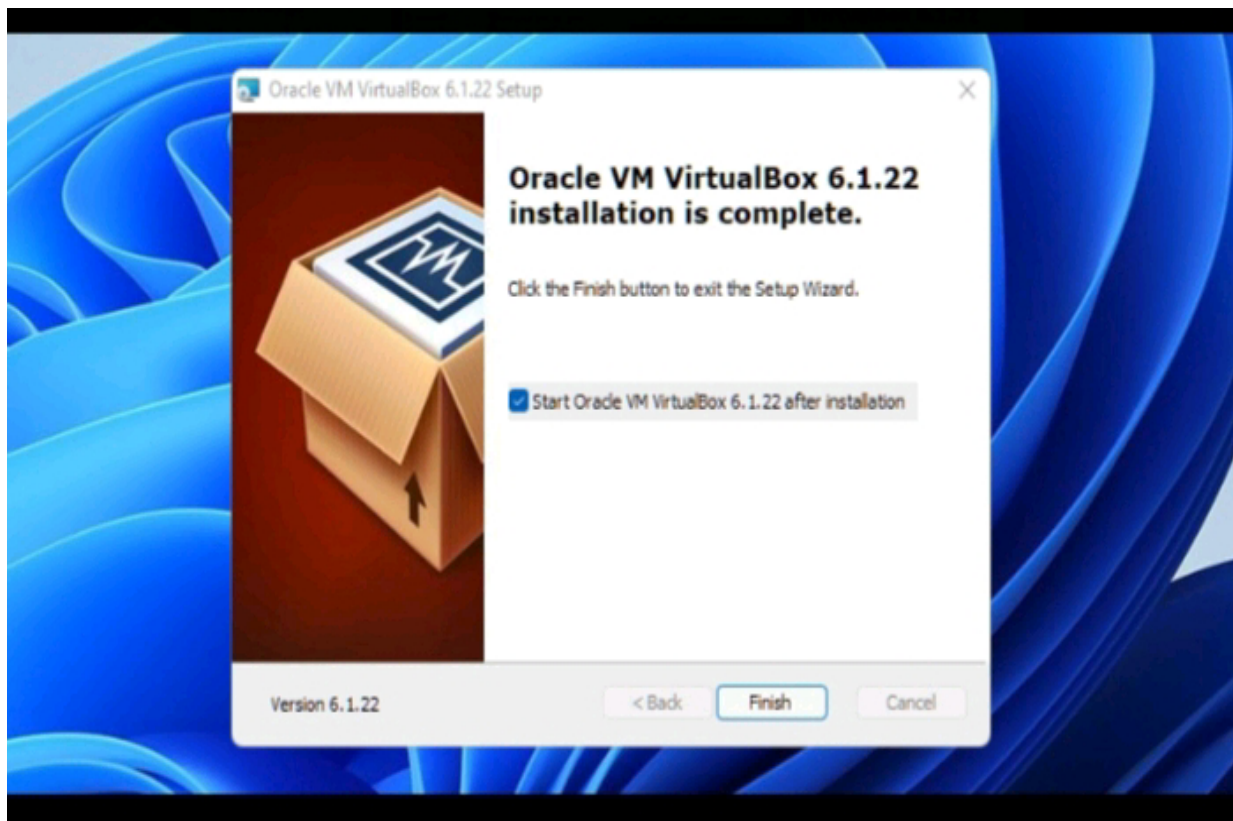 Oracle VM VirtualBox 6.1.22 Setup
Oracle VM VirtualBox 6.1.22
installation is complete.
Click the Finish button to exit the Setup Wizard.
Start Oracle VM VirtualBox 6.1.22 after installation
Version 6.1.22
< Back
Finish
Cancel